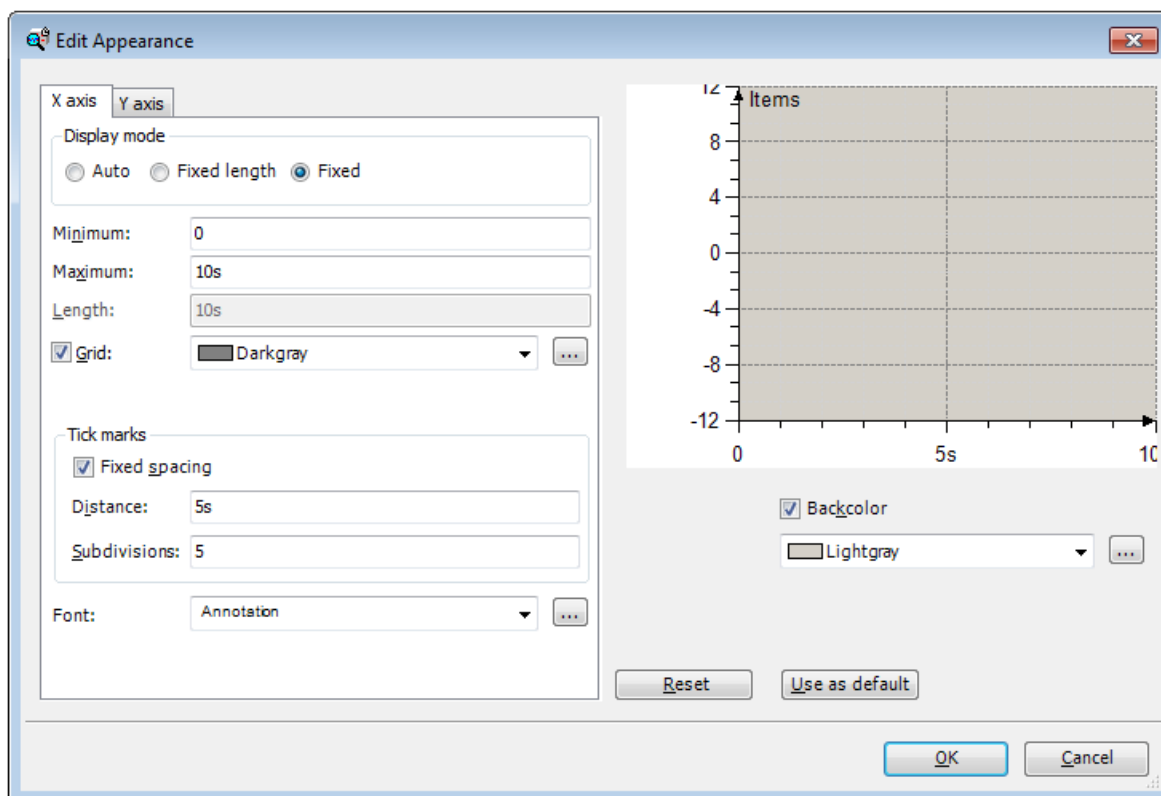 Edit Appearance
X axis
Y axis
Display mode
Auto
Fixed length
Fixed
Minimum:
0
Maximum:
10s
Length:
10s
Grid:
Darkgray
...
Tick marks
Fixed spacing
Distance:
5s
Subdivisions:
5
Font:
Annotation
...
12
Items
8
4
0
-4
-8
-12
0
5s
10
Backcolor
Lightgray
...
Reset
Use as default
OK
Cancel